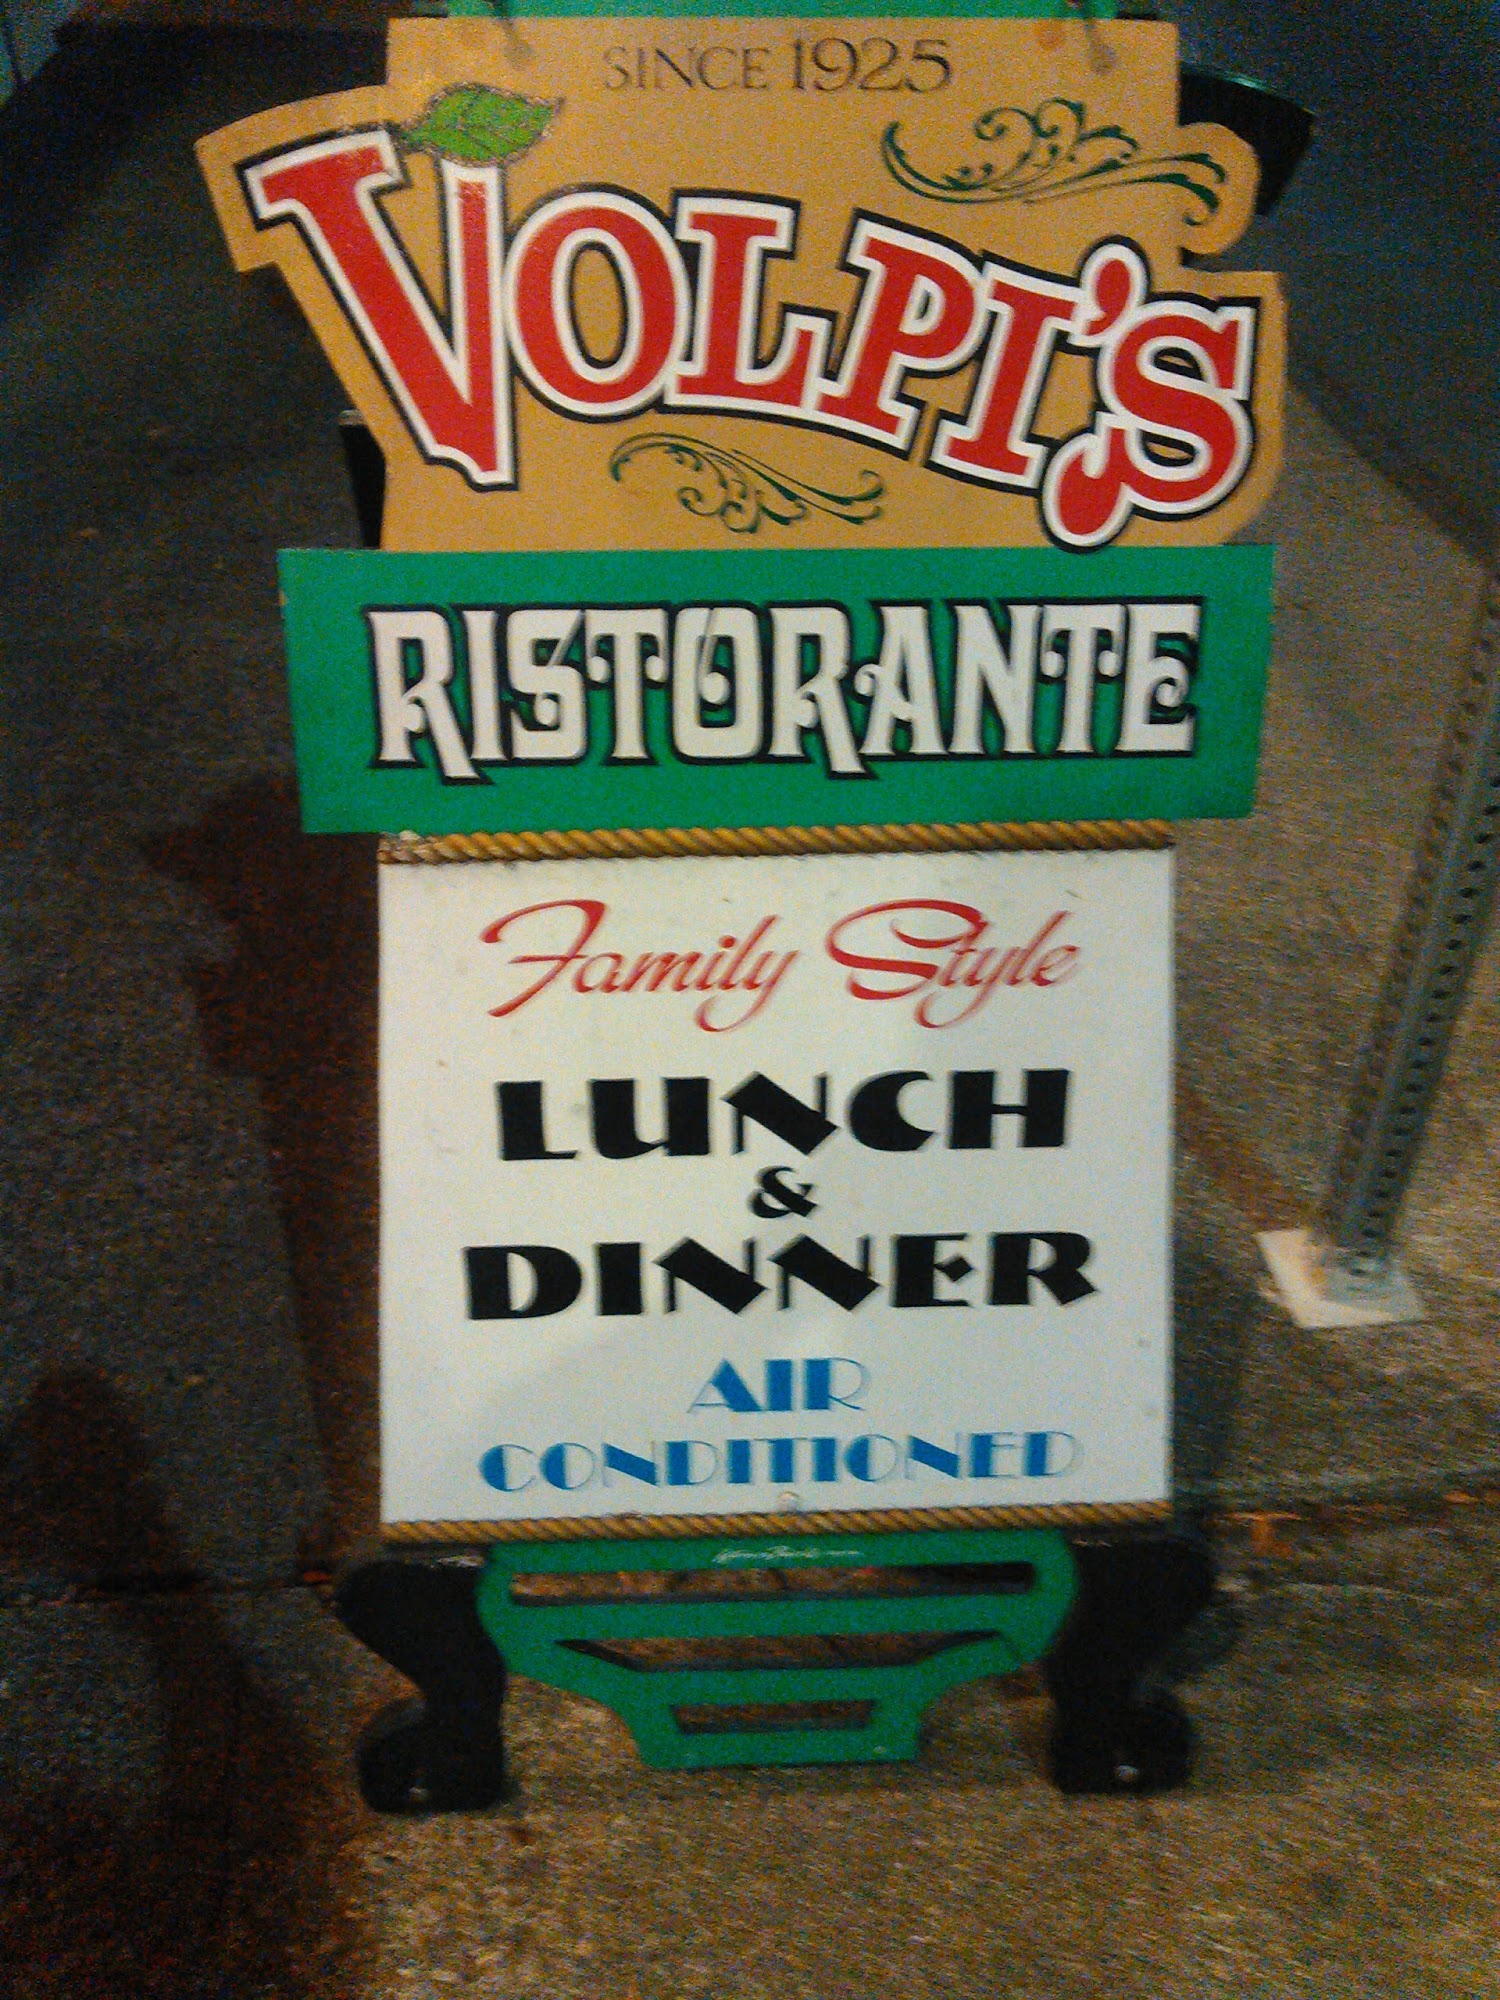 SINCE 1925
VOLPI'S
RISTORANTE
Family Style
LUNCH
&
DINNER
AIR
CONDITIONED